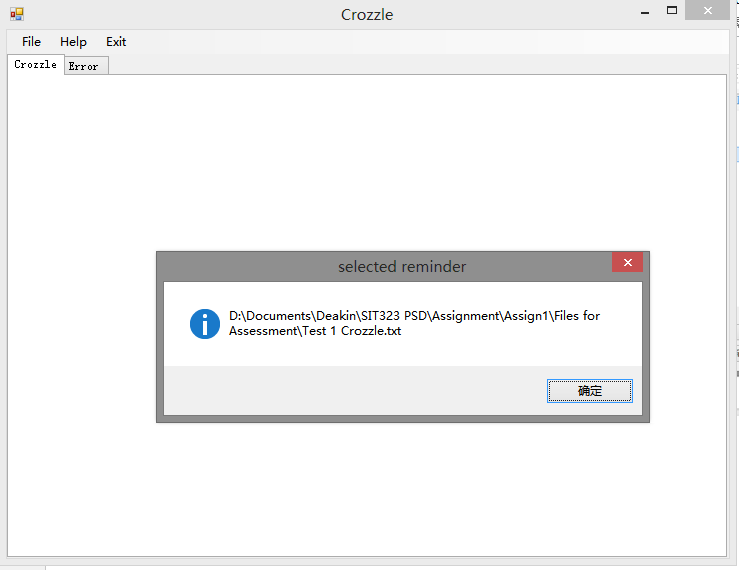 Crozzle
File Help Exit
Crozzle Error
selected reminder
D:\Documents\Deakin\SIT323 PSD\Assignment\Assign1\Files for
Assessment\Test 1 Crozzle.txt
确定